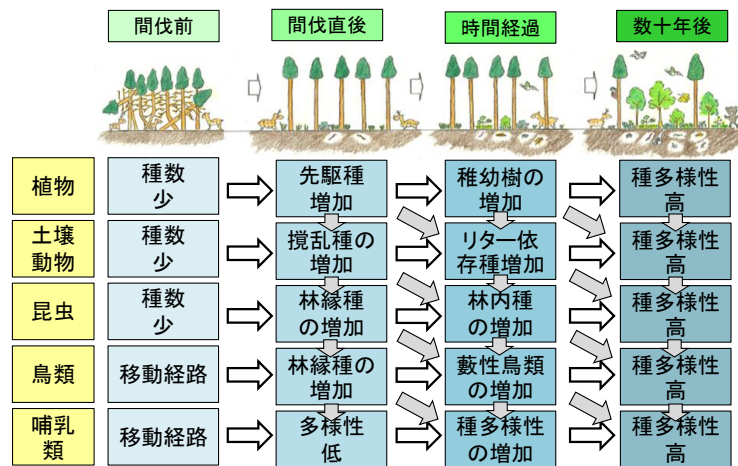 間伐前
間伐直後
時間経過
数十年後
植物
種数
少
先駆種
増加
稚幼樹の
増加
種多様性
高
土壌
動物
種数
少
撹乱種の
増加
リター依
存種増加
種多様性
高
昆虫
種数
少
林縁種
の増加
林内種
の増加
種多様性
高
鳥類
移動経路
林縁種の
増加
藪性鳥類
の増加
種多様性
高
哺乳
類
移動経路
多様性
低
種多様性
の増加
種多様性
高